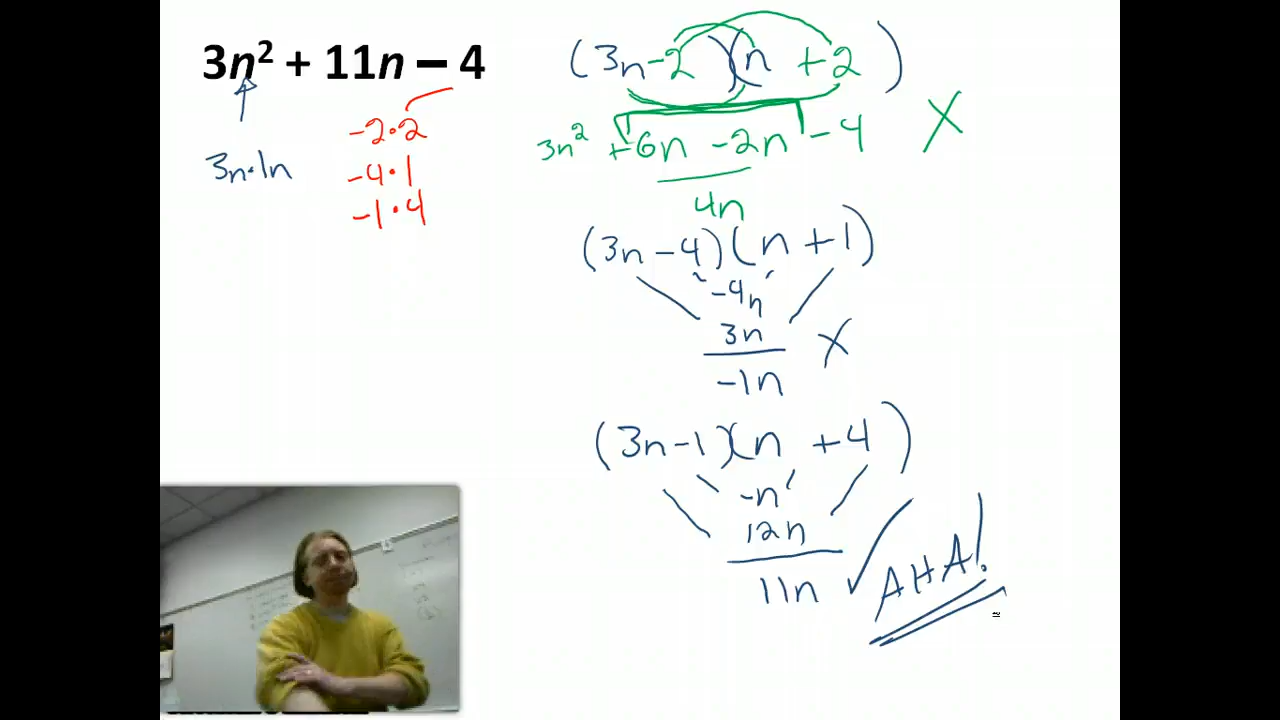 3n² + 11n – 4
3n·1n
-2·2
-4·1
-1·4
(3n-2)(n +2)
3n² +6n -2n -4 X
4n
(3n-4)(n+1)
-4n
3n X
-1n
(3n-1)(n +4)
-n
12n
11n ✓ AHA!